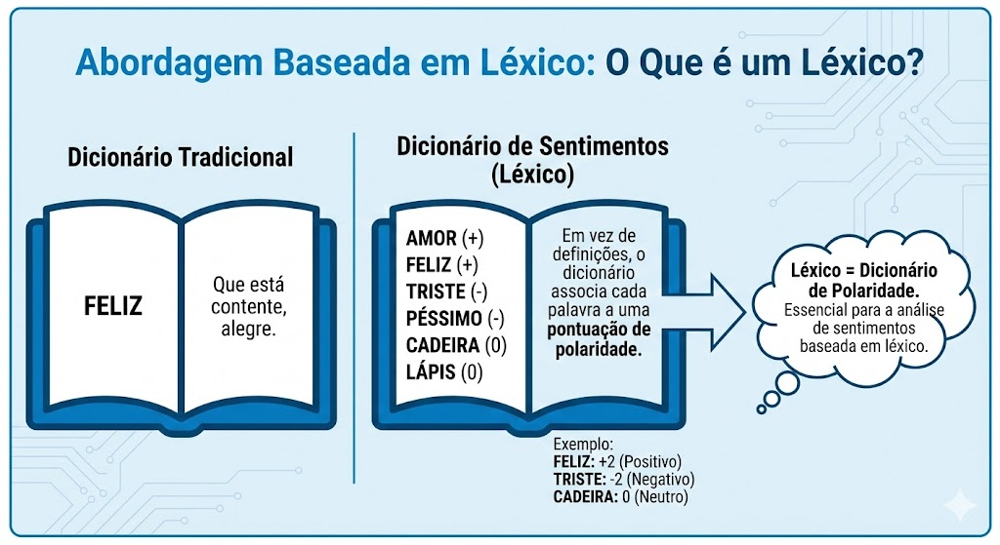 Abordagem Baseada em Léxico: O Que é um Léxico?
Dicionário Tradicional
FELIZ
Que está
contente,
alegre.
Dicionário de Sentimentos
(Léxico)
AMOR (+)
FELIZ (+)
TRISTE (-)
PÉSSIMO (-)
CADEIRA (0)
LÁPIS (0)
Em vez de
definições, o
dicionário
associa cada
palavra a uma
pontuação de
polaridade.
Léxico = Dicionário
de Polaridade.
Essencial para a análise
de sentimentos
baseada em léxico.
Exemplo:
FELIZ: +2 (Positivo)
TRISTE: -2 (Negativo)
CADEIRA: 0 (Neutro)